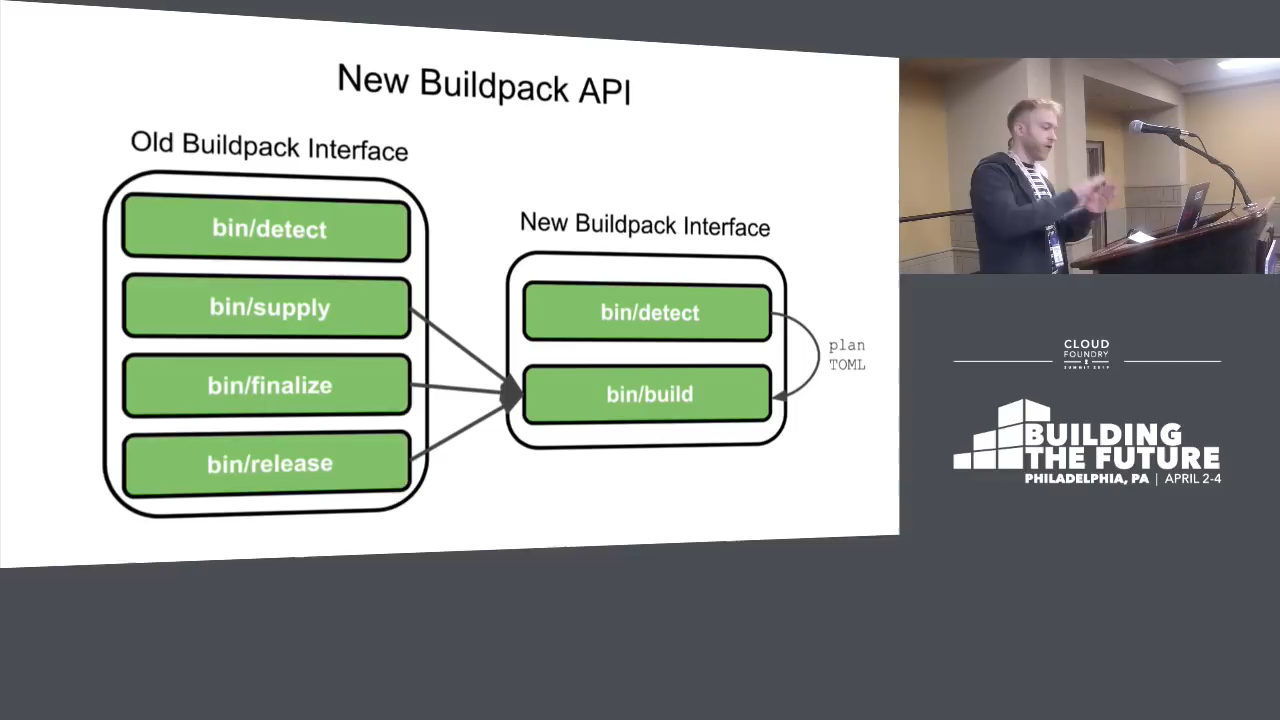 New Buildpack API
Old Buildpack Interface
bin/detect
bin/supply
bin/finalize
bin/release
New Buildpack Interface
bin/detect
bin/build
plan
TOML
CLOUD
FOUNDRY
SUMMIT 2019
BUILDING
THE FUTURE
PHILADELPHIA, PA | APRIL 2-4